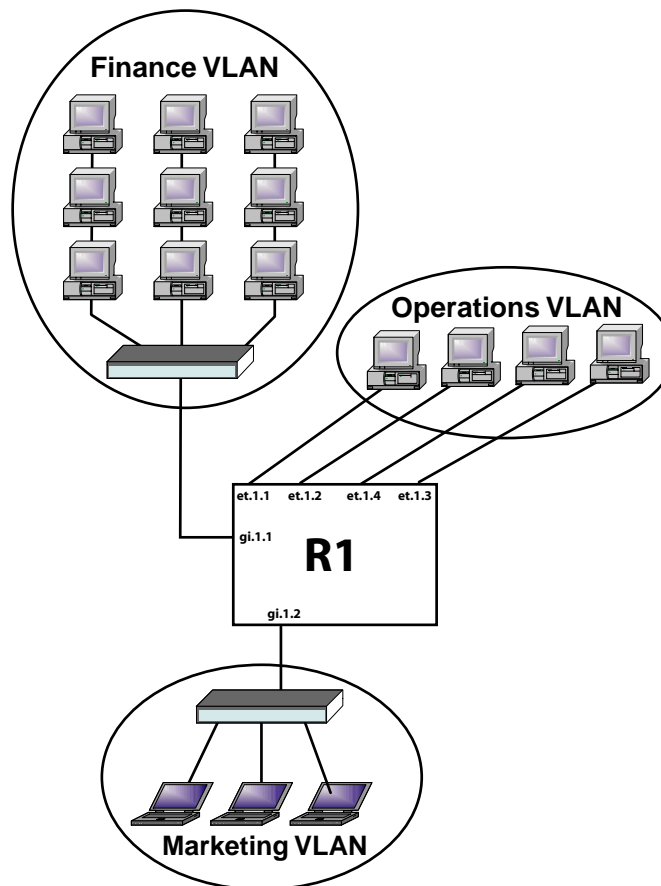 Finance VLAN
Operations VLAN
et.1.1 et.1.2 et.1.4 et.1.3
gi.1.1
R1
gi.1.2
Marketing VLAN